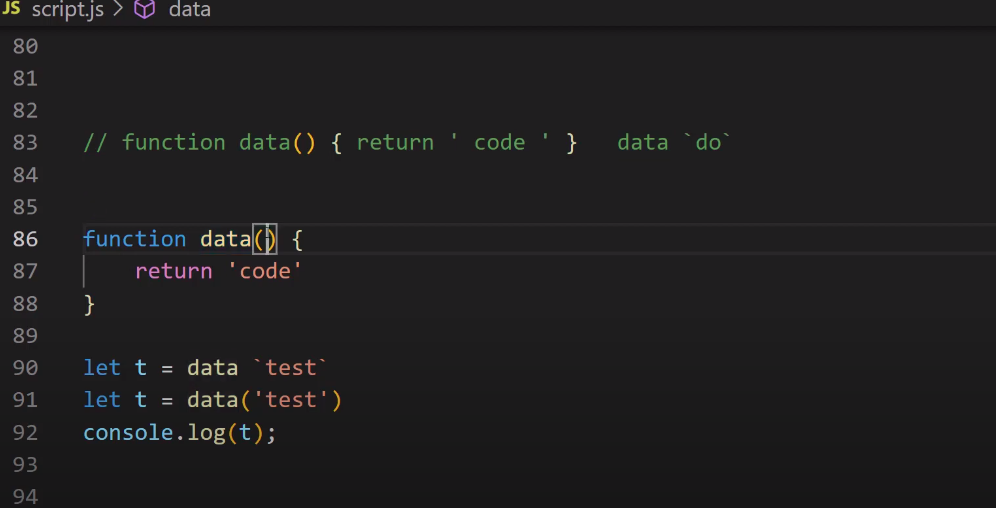 JS script.js > data
80
81
82
83 // function data() { return ' code ' } data `do`
84
85
86 function data() {
87 return 'code'
88 }
89
90 let t = data `test`
91 let t = data('test')
92 console.log(t);
93
94